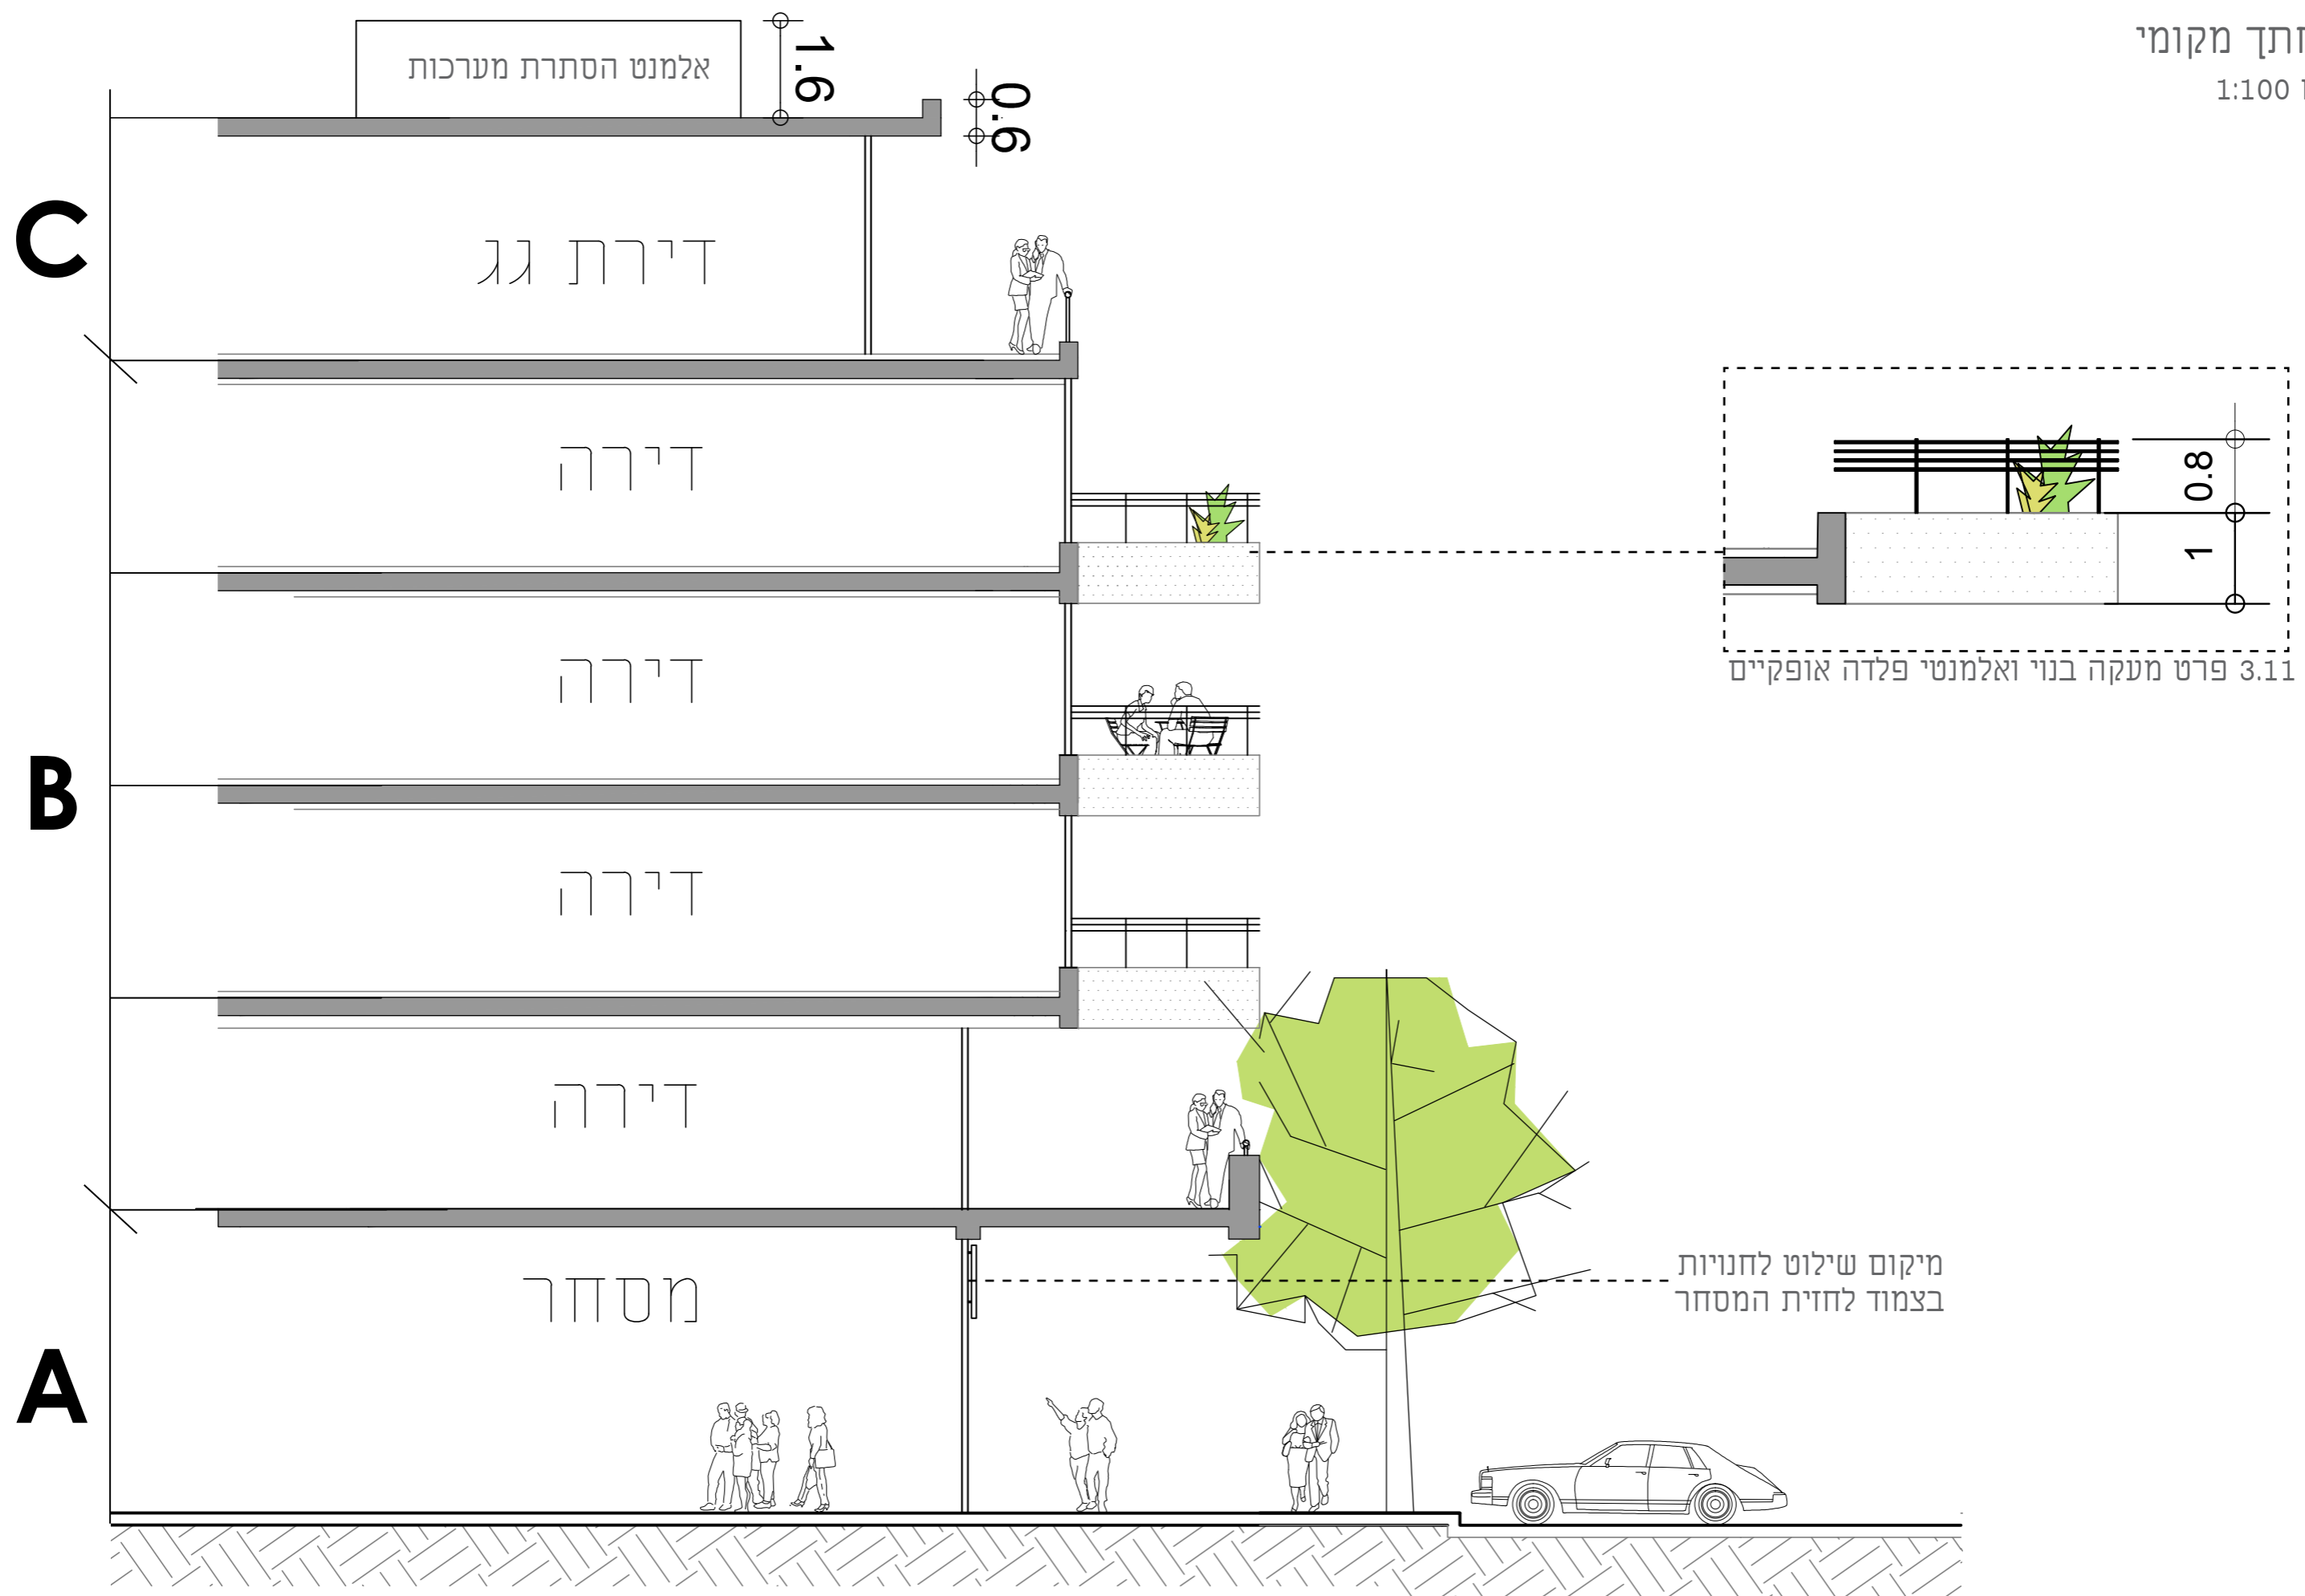 חתך מקומי
1:100
אלמנט הסתרת מערכות
1.6
0.6
C
דירת גג
דירה
0.8
1
3.11 פרט מעקה בנוי ואלמנטי פלדה אופקיים
דירה
B
דירה
דירה
מיקום שילוט לחנויות
בצמוד לחזית המסחר
מסחר
A